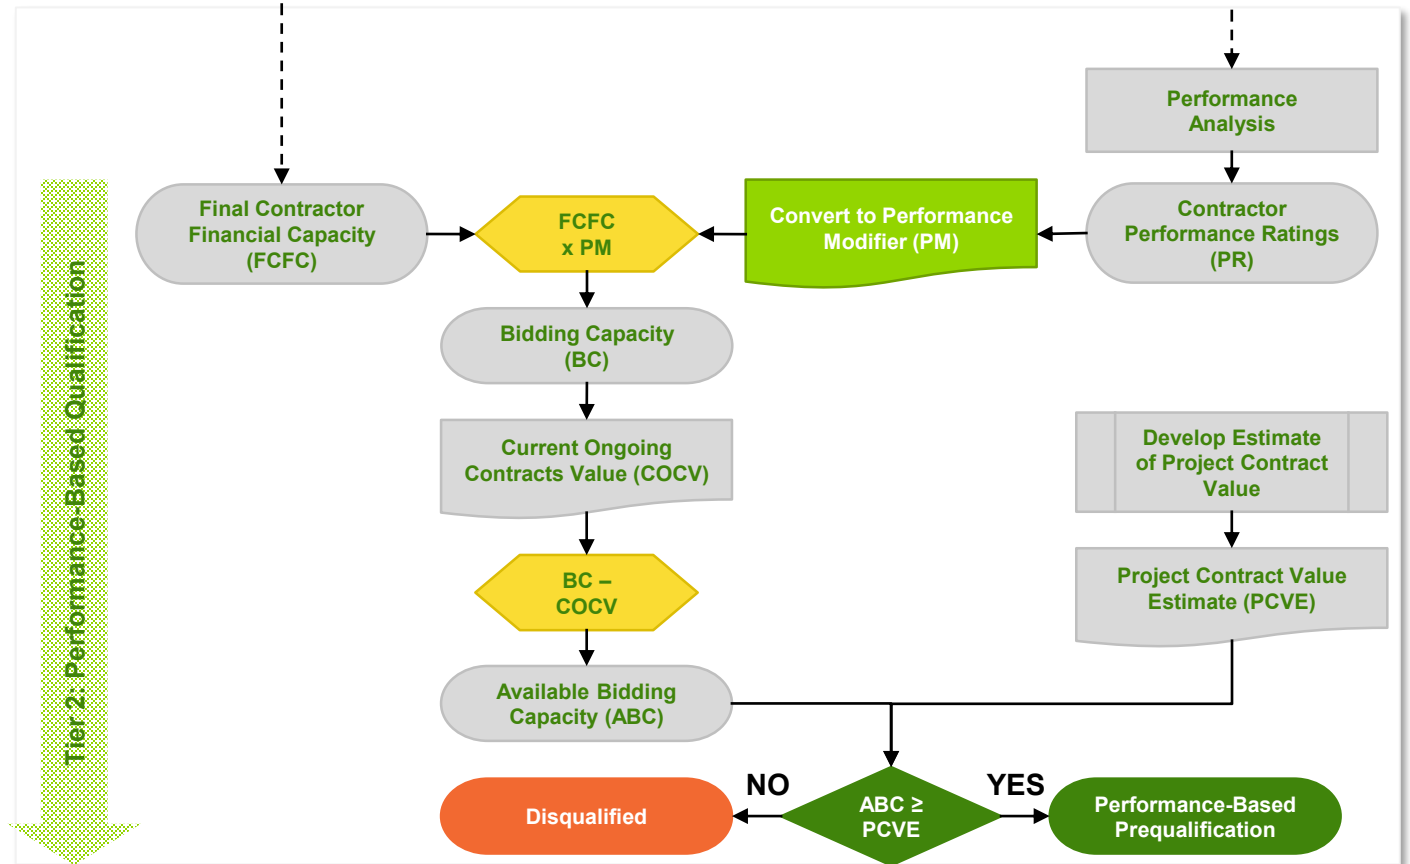 Performance
Analysis
Final Contractor
Financial Capacity
(FCFC)
FCFC
x PM
Convert to Performance
Modifier (PM)
Contractor
Performance Ratings
(PR)
Bidding Capacity
(BC)
Current Ongoing
Contracts Value (COCV)
Develop Estimate
of Project Contract
Value
BC –
COCV
Project Contract Value
Estimate (PCVE)
Available Bidding
Capacity (ABC)
Tier 2: Performance-Based Qualification
Disqualified
NO
ABC ≥
PCVE
YES
Performance-Based
Prequalification